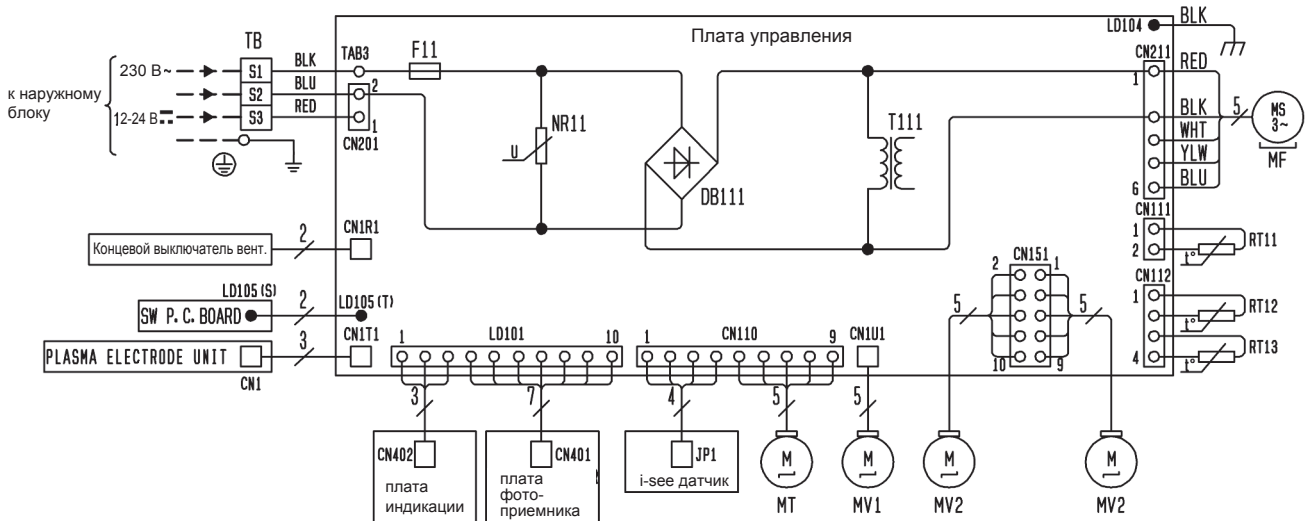 Плата управления
LD104
BLK
TB
BLK
TAB3
F11
CN211
RED
230 В~
S1
1
к наружному
блоку
BLU
S2
2
12-24 В
RED
S3
1
CN201
NR11
U
DB111
T111
BLK
5
MS
3~
MF
WHT
YLW
BLU
6
CN111
1
2
t°
RT11
Концевой выключатель вент.
2
CN1R1
CN151
2
1
10
9
5
5
CN112
1
4
t°
RT12
t°
RT13
LD105 (S)
SW P. C. BOARD
2
LD105 (T)
PLASMA ELECTRODE UNIT
CN1
3
CN1T1
1
LD101
10
1
CN110
9
CN1U1
3
7
4
5
5
CN402
плата
индикации
CN401
плата
фото-
приемника
JP1
i-see датчик
M
MT
M
MV1
M
MV2
M
MV2